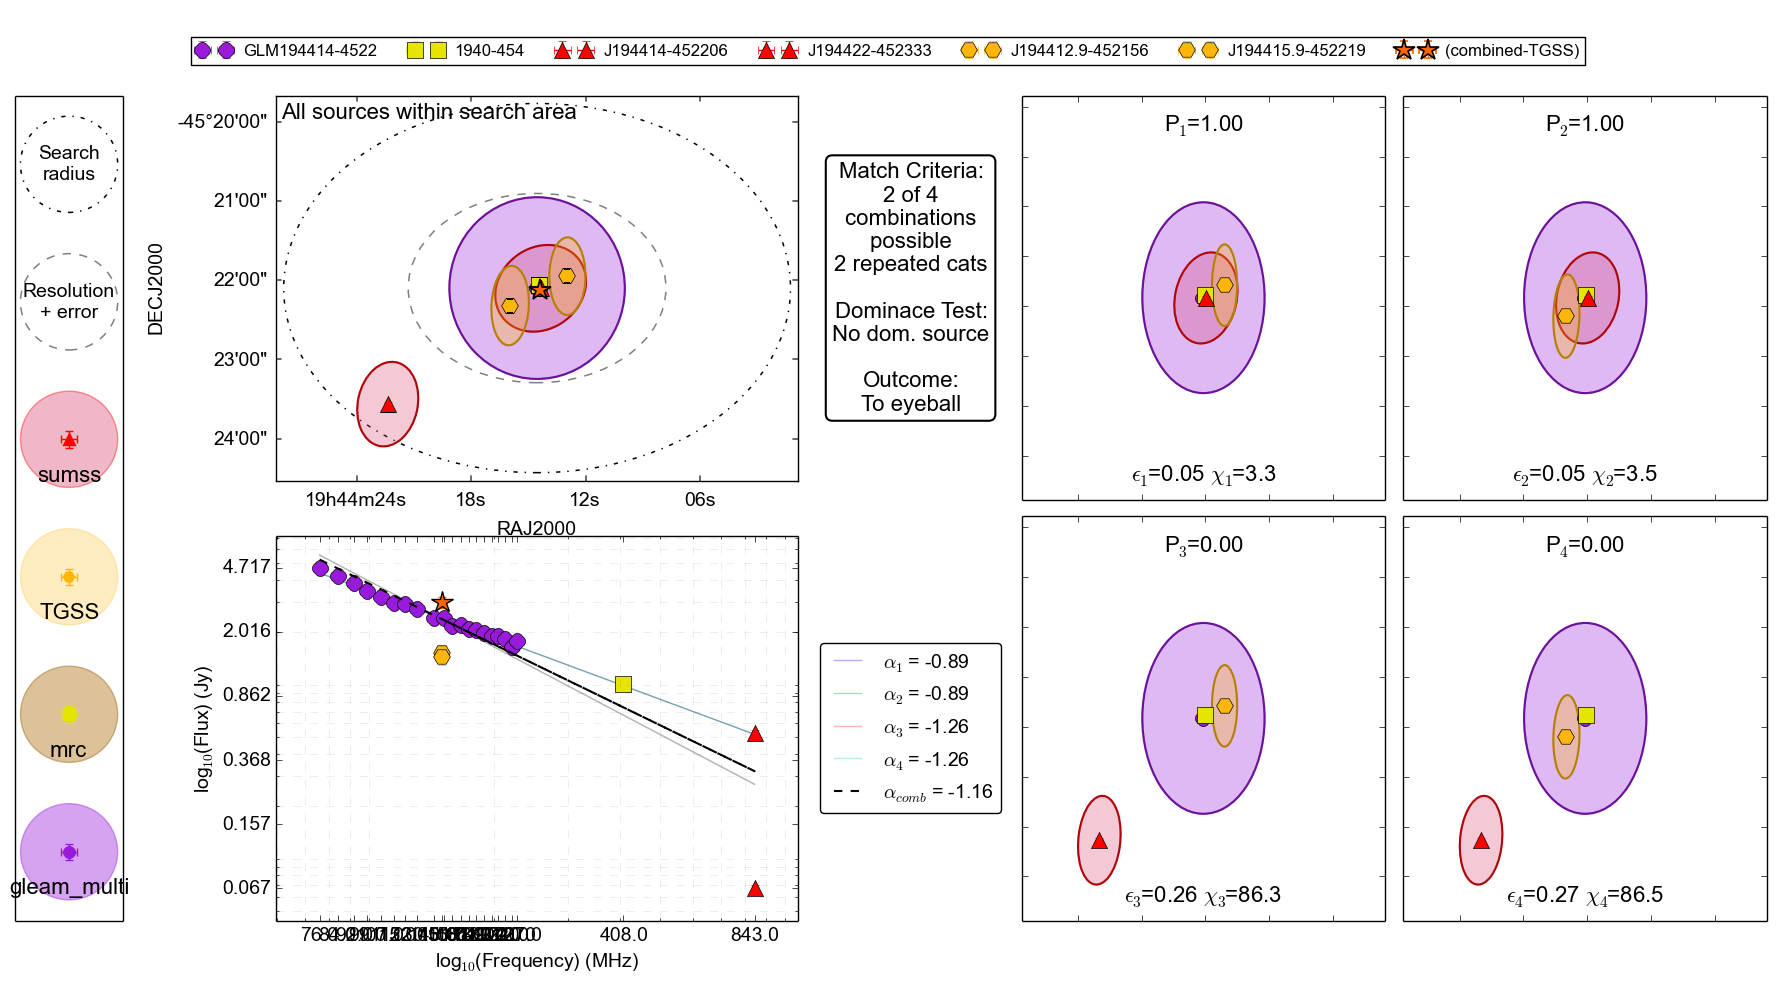 GLM194414-4522 1940-454 J194414-452206 J194422-452333 J194412.9-452156 J194415.9-452219 (combined-TGSS)
Search
radius
Resolution
+ error
sumss
TGSS
mrc
gleam_multi
All sources within search area
DECJ2000
-45°20'00"
21'00"
22'00"
23'00"
24'00"
19h44m24s 18s 12s 06s
RAJ2000
Match Criteria:
2 of 4
combinations
possible
2 repeated cats
Dominace Test:
No dom. source
Outcome:
To eyeball
P₁=1.00
ϵ₁=0.05 χ₁=3.3
P₂=1.00
ϵ₂=0.05 χ₂=3.5
log₁₀(Flux) (Jy)
4.717
2.016
0.862
0.368
0.157
0.067
408.0 843.0
log₁₀(Frequency) (MHz)
α₁ = -0.89
α₂ = -0.89
α₃ = -1.26
α₄ = -1.26
α_comb = -1.16
P₃=0.00
ϵ₃=0.26 χ₃=86.3
P₄=0.00
ϵ₄=0.27 χ₄=86.5